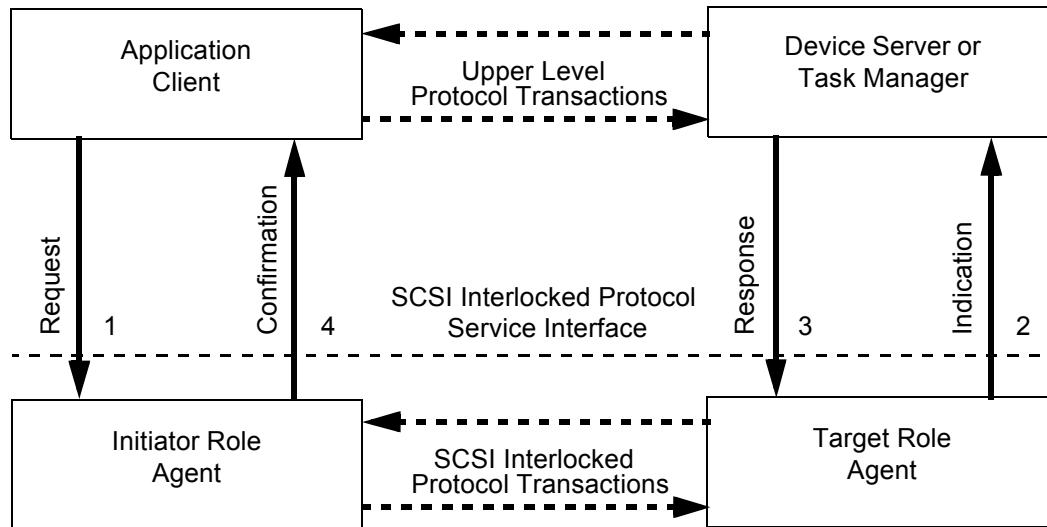 Application
Client
Upper Level
Protocol Transactions
Device Server or
Task Manager
Request
1
Confirmation
4
SCSI Interlocked Protocol
Service Interface
Response
3
Indication
2
Initiator Role
Agent
SCSI Interlocked
Protocol Transactions
Target Role
Agent